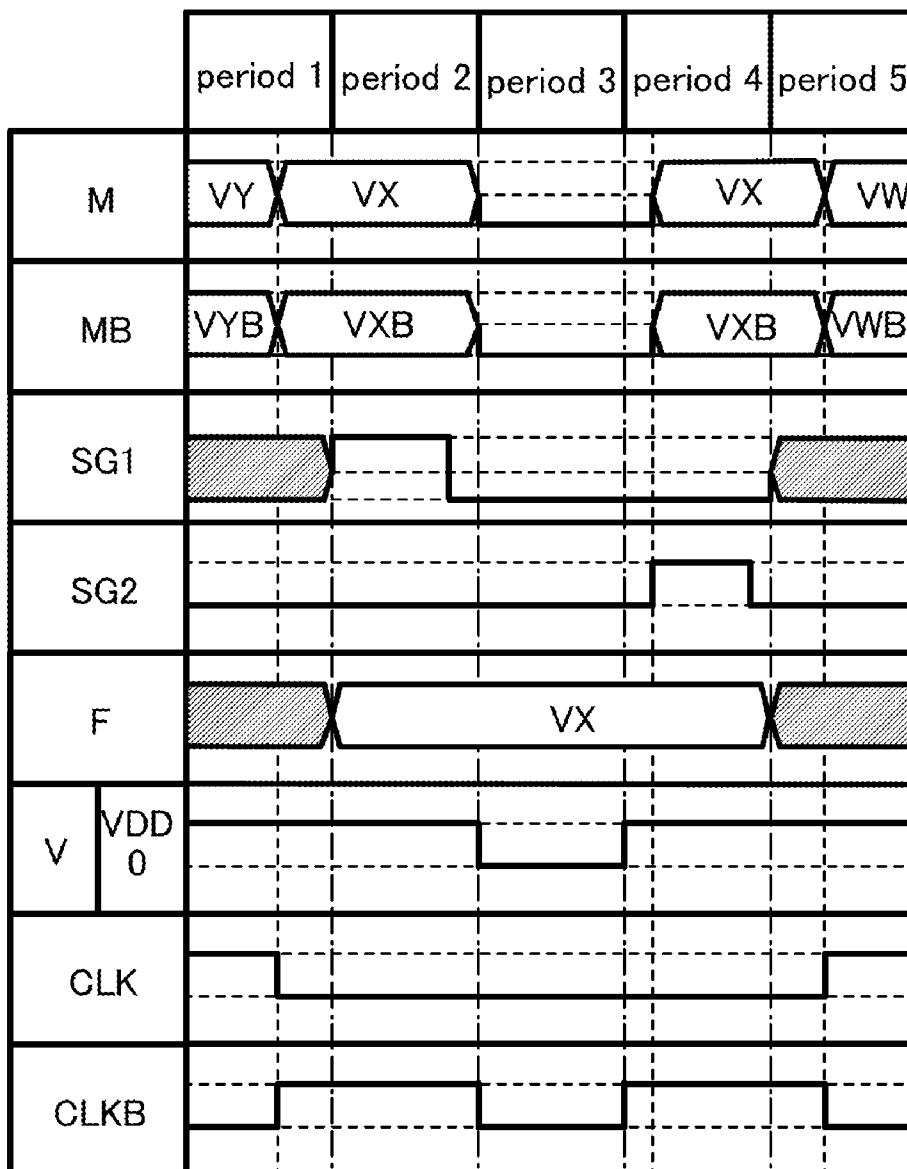 period 1 period 2 period 3 period 4 period 5
M VY VX VX VW
MB VYB VXB VXB VWB
SG1
SG2
F VX
V VDD
0
CLK
CLKB